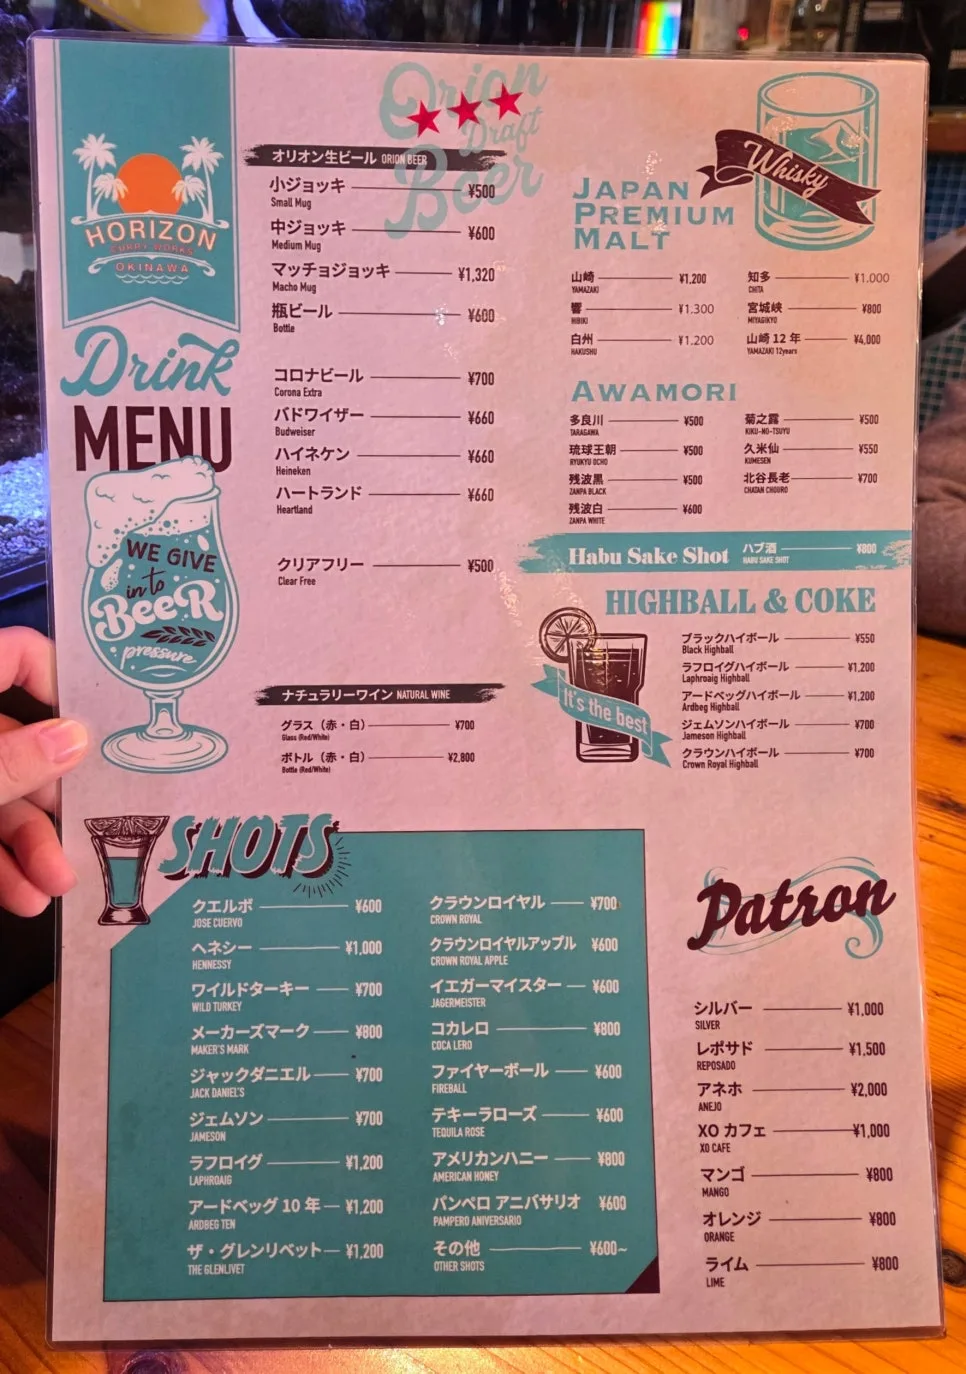 HORIZON
CURRY WORKS
OKINAWA
Drink
MENU
WE GIVE
into
BeeR
pressure
Orion
Draft
Beer
オリオン生ビール ORION BEER
小ジョッキ ¥500
Small Mug
中ジョッキ ¥600
Medium Mug
マッチョジョッキ ¥1,320
Macho Mug
瓶ビール ¥600
Bottle
コロナビール ¥700
Corona Extra
バドワイザー ¥660
Budweiser
ハイネケン ¥660
Heineken
ハートランド ¥660
Heartland
クリアフリー ¥500
Clear Free
ナチュラリーワイン NATURAL WINE
グラス（赤・白） ¥700
Glass (Red/White)
ボトル（赤・白） ¥2,800
Bottle (Red/White)
Whisky
JAPAN
PREMIUM
MALT
山崎 ¥1,200
YAMAZAKI
響 ¥1.300
HIBIKI
白州 ¥1.200
HAKUSHU
知多 ¥1.000
CHITA
宮城峡 ¥800
MIYAGIKYO
山崎 12 年 ¥4,000
YAMAZAKI 12years
AWAMORI
多良川 ¥500
TARAGAWA
琉球王朝 ¥500
RYUKYU OCHO
残波黒 ¥500
ZANPA BLACK
残波白 ¥600
ZANPA WHITE
菊之露 ¥500
KIKU-NO-TSUYU
久米仙 ¥550
KUMESEN
北谷長老 ¥700
CHATAN CHOURO
Habu Sake Shot ハブ酒 ¥800
HABU SAKE SHOT
HIGHBALL & COKE
It's the best
ブラックハイボール ¥550
Black Highball
ラフロイグハイボール ¥1,200
Laphroaig Highball
アードベッグハイボール ¥1,200
Ardbeg Highball
ジェムソンハイボール ¥700
Jameson Highball
クラウンハイボール ¥700
Crown Royal Highball
SHOTS
クエルボ ¥600
JOSE CUERVO
ヘネシー ¥1,000
HENNESSY
ワイルドターキー ¥700
WILD TURKEY
メーカーズマーク ¥800
MAKER'S MARK
ジャックダニエル ¥700
JACK DANIEL'S
ジェムソン ¥700
JAMESON
ラフロイグ ¥1,200
LAPHROAIG
アードベッグ 10 年 ¥1,200
ARDBEG TEN
ザ・グレンリベット ¥1,200
THE GLENLIVET
クラウンロイヤル ¥700
CROWN ROYAL
クラウンロイヤルアップル ¥600
CROWN ROYAL APPLE
イエガーマイスター ¥600
JAGERMEISTER
コカレロ ¥800
COCA LERO
ファイヤーボール ¥600
FIREBALL
テキーラローズ ¥600
TEQUILA ROSE
アメリカンハニー ¥800
AMERICAN HONEY
パンペロ アニバサリオ ¥600
PAMPERO ANIVERSARIO
その他 ¥600~
OTHER SHOTS
Patron
シルバー ¥1,000
SILVER
レポサド ¥1,500
REPOSADO
アネホ ¥2,000
ANEJO
XO カフェ ¥1,000
XO CAFE
マンゴ ¥800
MANGO
オレンジ ¥800
ORANGE
ライム ¥800
LIME